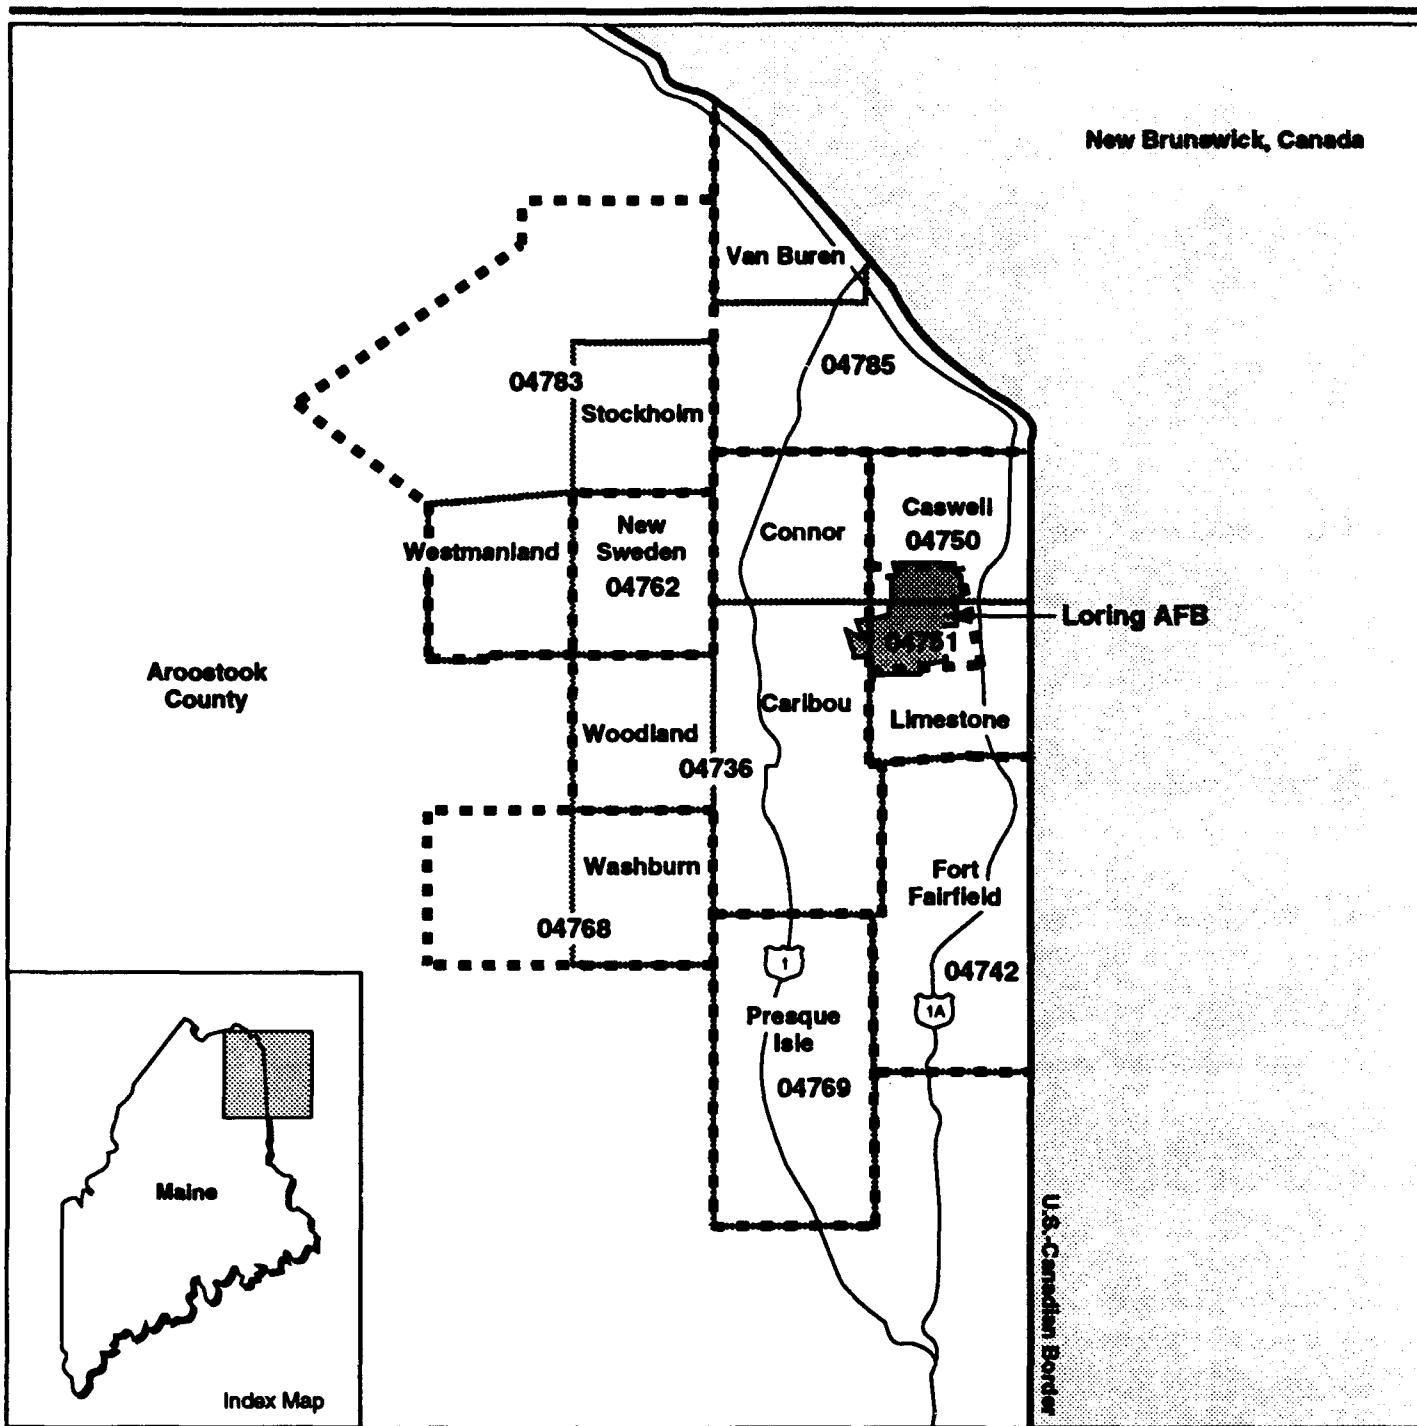 New Brunswick, Canada
Van Buren
04785
04783
Stockholm
Caswell
04750
New
Sweden
04762
Connor
Westmanland
Loring AFB
04751
Aroostook
County
Caribou
Limestone
Woodland
04736
Washburn
Fort
Fairfield
04768
1
04742
1A
Presque
Isle
04769
Maine
U.S.-Canadian Border
Index Map